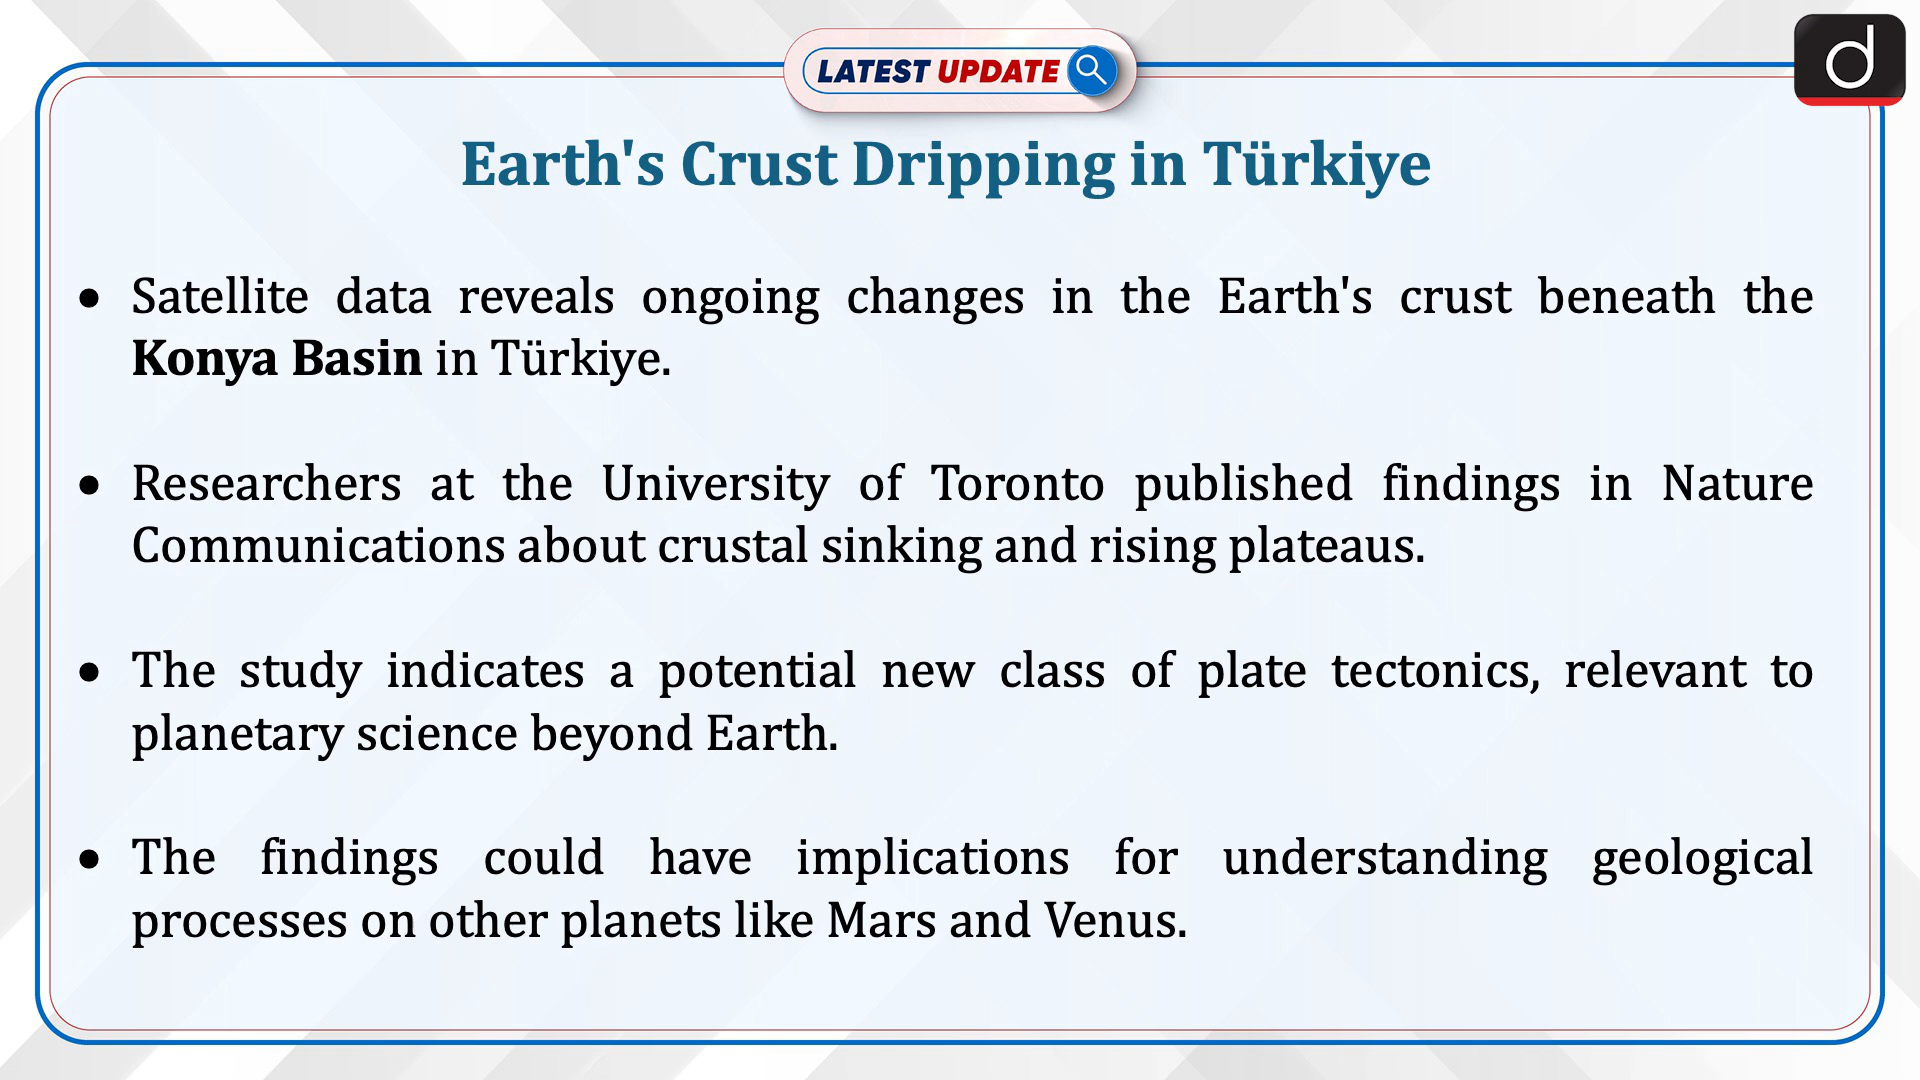 LATEST UPDATE
d
Earth's Crust Dripping in Türkiye
● Satellite data reveals ongoing changes in the Earth's crust beneath the
Konya Basin in Türkiye.
● Researchers at the University of Toronto published findings in Nature
Communications about crustal sinking and rising plateaus.
● The study indicates a potential new class of plate tectonics, relevant to
planetary science beyond Earth.
● The findings could have implications for understanding geological
processes on other planets like Mars and Venus.